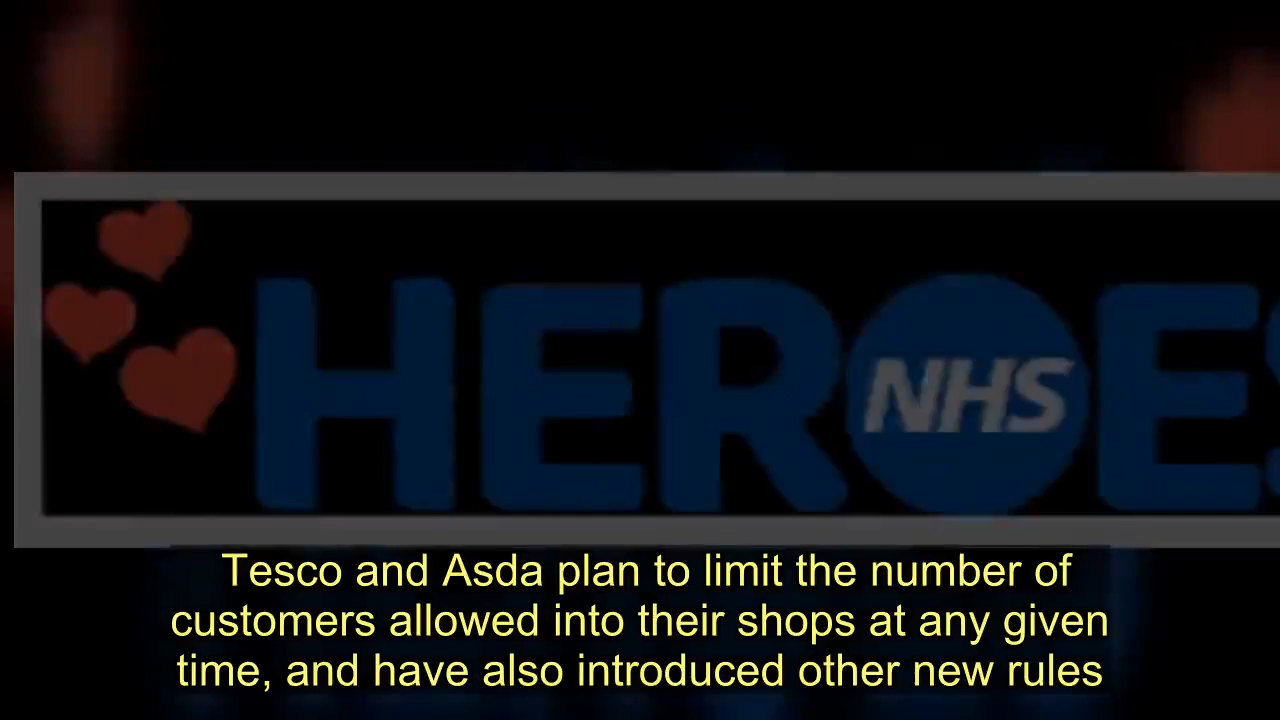 HEROES
NHS
Tesco and Asda plan to limit the number of
customers allowed into their shops at any given
time, and have also introduced other new rules